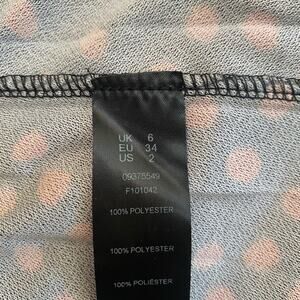 UK 6
EU 34
US 2
09375549
F101042
100% POLYESTER
100% POLYESTER
100% POLIÉSTER